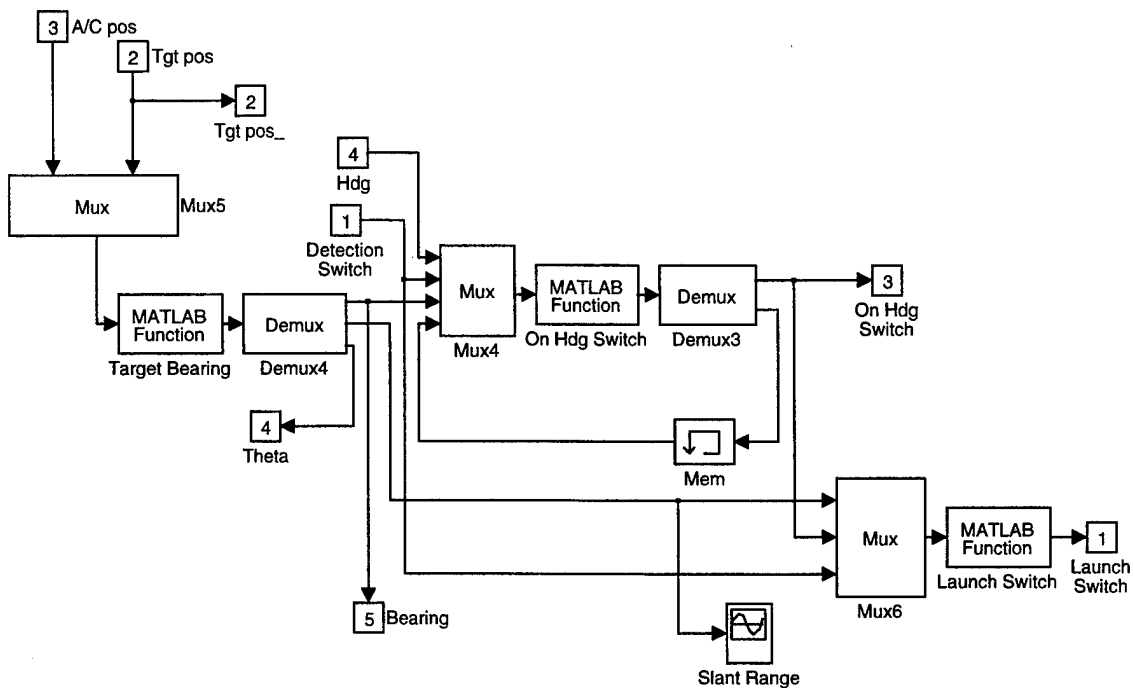 3
A/C pos
2
Tgt pos
2
Tgt pos_
Mux
Mux5
4
Hdg
1
Detection
Switch
Mux
Mux4
MATLAB
Function
On Hdg Switch
Demux
Demux3
3
On Hdg
Switch
MATLAB
Function
Target Bearing
Demux
Demux4
4
Theta
Mem
Mux
Mux6
MATLAB
Function
Launch Switch
1
Launch
Switch
5
Bearing
Slant Range